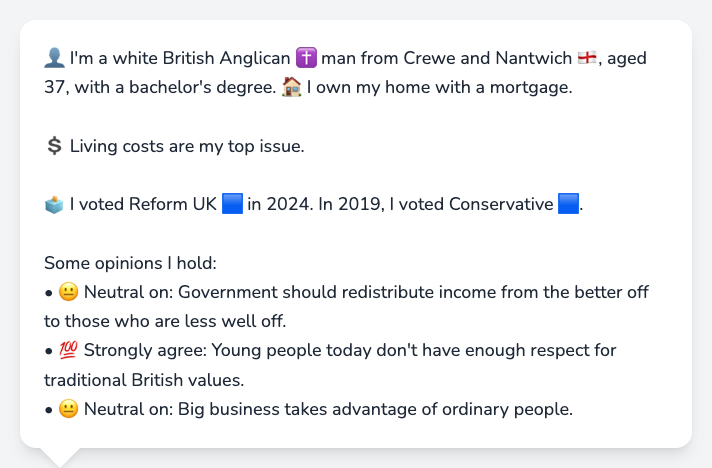 👤 I'm a white British Anglican ✝️ man from Crewe and Nantwich 🏴󠁧󠁢󠁥󠁮󠁧󠁿, aged
37, with a bachelor's degree. 🏠 I own my home with a mortgage.
💲 Living costs are my top issue.
🗳️ I voted Reform UK 🟦 in 2024. In 2019, I voted Conservative 🟦.
Some opinions I hold:
• 😐 Neutral on: Government should redistribute income from the better off
to those who are less well off.
• 💯 Strongly agree: Young people today don't have enough respect for
traditional British values.
• 😐 Neutral on: Big business takes advantage of ordinary people.